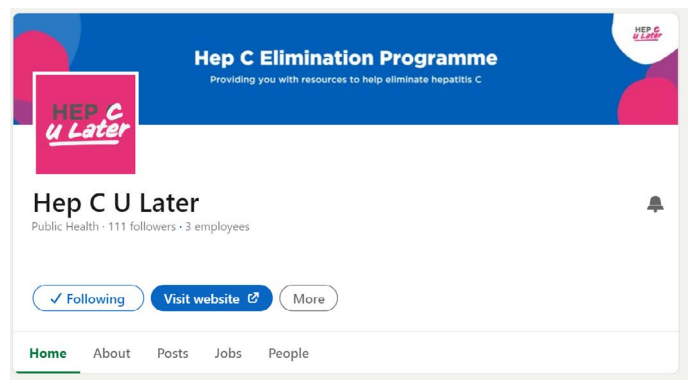 Hep C Elimination Programme
Providing you with resources to help eliminate hepatitis C
HEP C
U Later
HEP C
U Later
Hep C U Later
Public Health · 111 followers · 3 employees
Following
Visit website
More
Home
About
Posts
Jobs
People